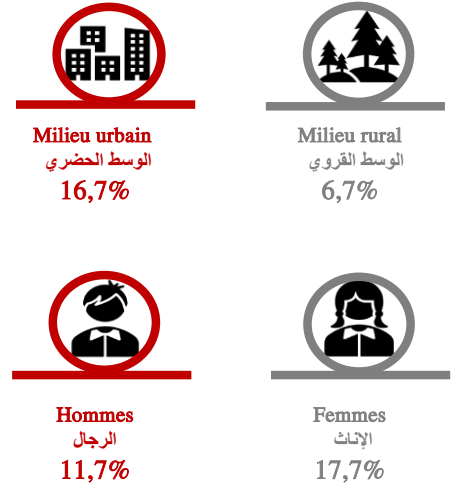 Milieu urbain
الوسط الحضري
16,7%
Milieu rural
الوسط القروي
6,7%
Hommes
الرجال
11,7%
Femmes
الإناث
17,7%